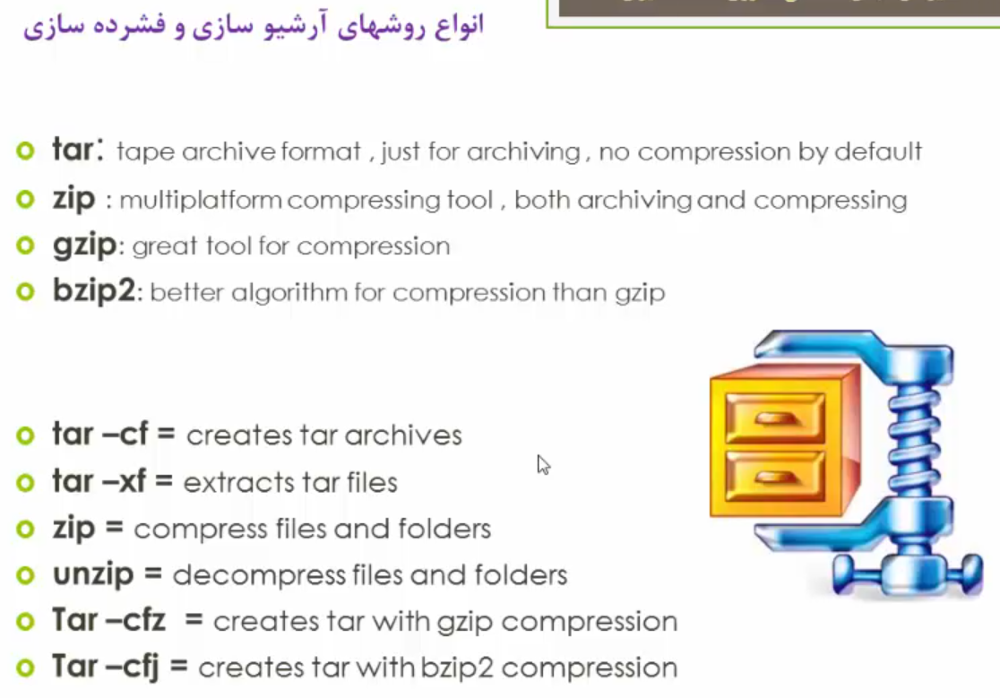 انواع روشهای آرشیو سازی و فشرده سازی
tar: tape archive format , just for archiving , no compression by default
zip : multiplatform compressing tool , both archiving and compressing
gzip: great tool for compression
bzip2: better algorithm for compression than gzip
tar –cf = creates tar archives
tar –xf = extracts tar files
zip = compress files and folders
unzip = decompress files and folders
Tar –cfz = creates tar with gzip compression
Tar –cfj = creates tar with bzip2 compression